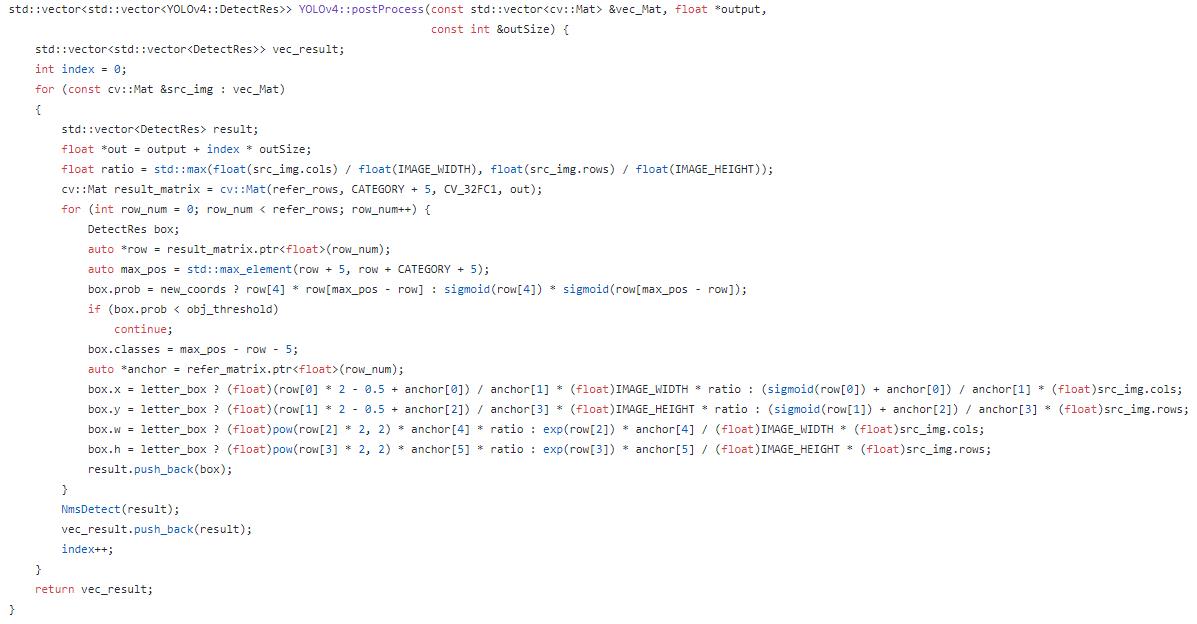 std::vector<std::vector<YOLOv4::DetectRes>> YOLOv4::postProcess(const std::vector<cv::Mat> &vec_Mat, float *output,
                                                                const int &outSize) {
    std::vector<std::vector<DetectRes>> vec_result;
    int index = 0;
    for (const cv::Mat &src_img : vec_Mat)
    {
        std::vector<DetectRes> result;
        float *out = output + index * outSize;
        float ratio = std::max(float(src_img.cols) / float(IMAGE_WIDTH), float(src_img.rows) / float(IMAGE_HEIGHT));
        cv::Mat result_matrix = cv::Mat(refer_rows, CATEGORY + 5, CV_32FC1, out);
        for (int row_num = 0; row_num < refer_rows; row_num++) {
            DetectRes box;
            auto *row = result_matrix.ptr<float>(row_num);
            auto max_pos = std::max_element(row + 5, row + CATEGORY + 5);
            box.prob = new_coords ? row[4] * row[max_pos - row] : sigmoid(row[4]) * sigmoid(row[max_pos - row]);
            if (box.prob < obj_threshold)
                continue;
            box.classes = max_pos - row - 5;
            auto *anchor = refer_matrix.ptr<float>(row_num);
            box.x = letter_box ? (float)(row[0] * 2 - 0.5 + anchor[0]) / anchor[1] * (float)IMAGE_WIDTH * ratio : (sigmoid(row[0]) + anchor[0]) / anchor[1] * (float)src_img.cols;
            box.y = letter_box ? (float)(row[1] * 2 - 0.5 + anchor[2]) / anchor[3] * (float)IMAGE_HEIGHT * ratio : (sigmoid(row[1]) + anchor[2]) / anchor[3] * (float)src_img.rows;
            box.w = letter_box ? (float)pow(row[2] * 2, 2) * anchor[4] * ratio : exp(row[2]) * anchor[4] / (float)IMAGE_WIDTH * (float)src_img.cols;
            box.h = letter_box ? (float)pow(row[3] * 2, 2) * anchor[5] * ratio : exp(row[3]) * anchor[5] / (float)IMAGE_HEIGHT * (float)src_img.rows;
            result.push_back(box);
        }
        NmsDetect(result);
        vec_result.push_back(result);
        index++;
    }
    return vec_result;
}